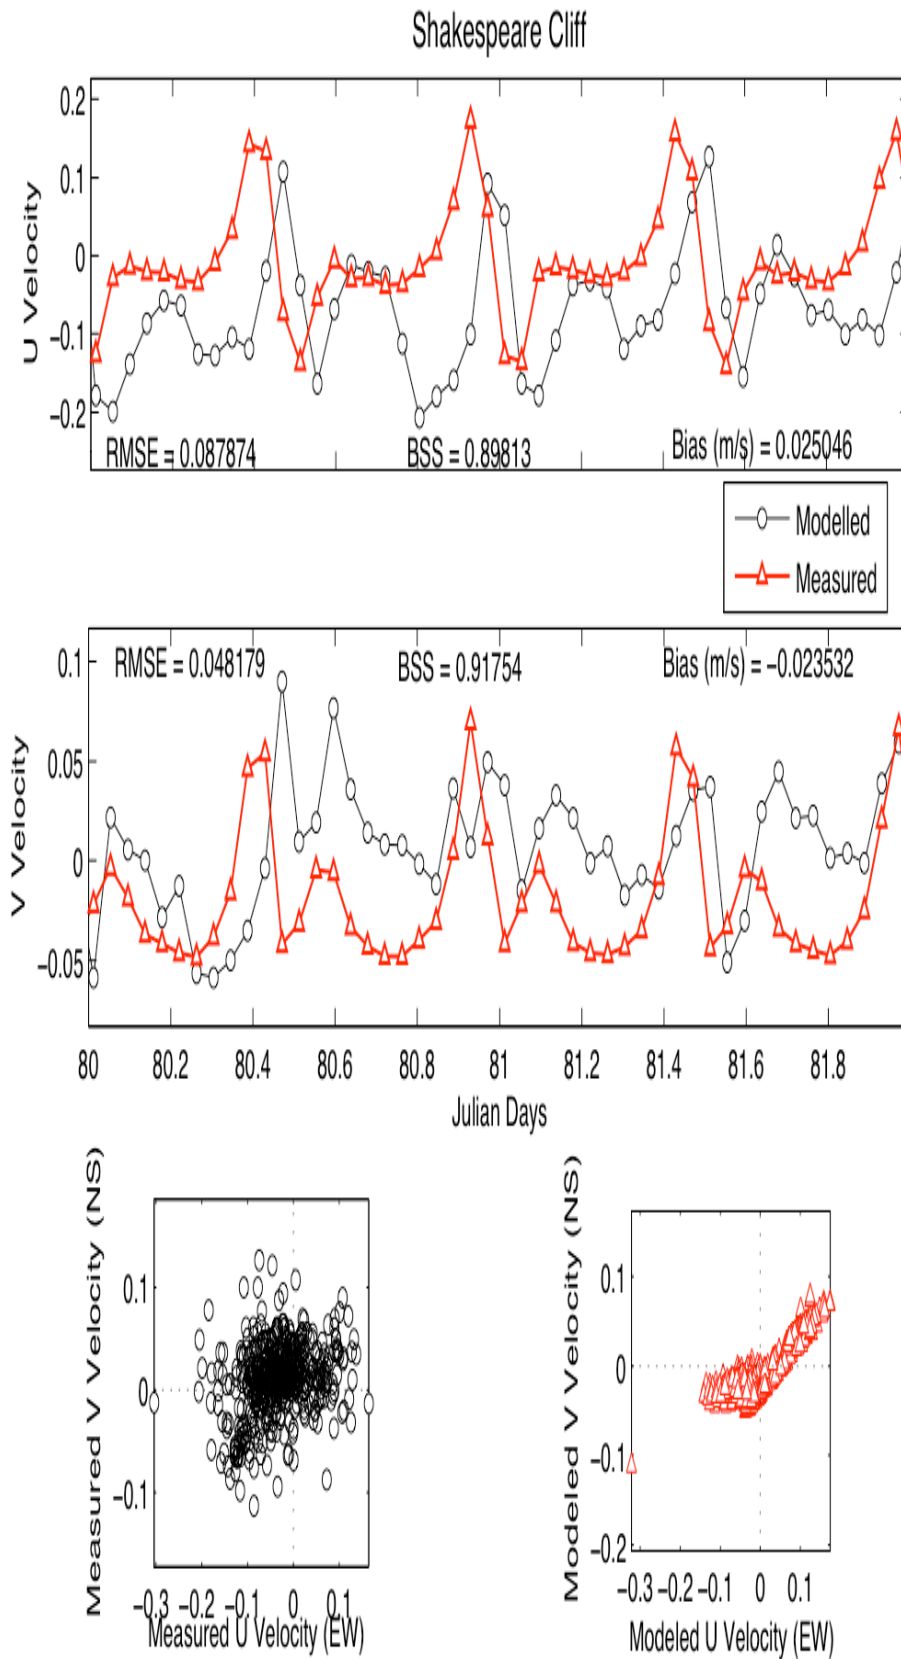 Shakespeare Cliff
U Velocity
0.2
0.1
0
−0.1
−0.2
RMSE = 0.087874 BSS = 0.89813 Bias (m/s) = 0.025046
Modelled
Measured
V Velocity
0.1
0.05
0
−0.05
RMSE = 0.048179 BSS = 0.91754 Bias (m/s) = −0.023532
80 80.2 80.4 80.6 80.8 81 81.2 81.4 81.6 81.8
Julian Days
Measured V Velocity (NS)
0.1
0
−0.1
−0.3 −0.2 −0.1 0 0.1
Measured U Velocity (EW)
Modeled V Velocity (NS)
0.1
0
−0.1
−0.2
−0.3 −0.2 −0.1 0 0.1
Modeled U Velocity (EW)